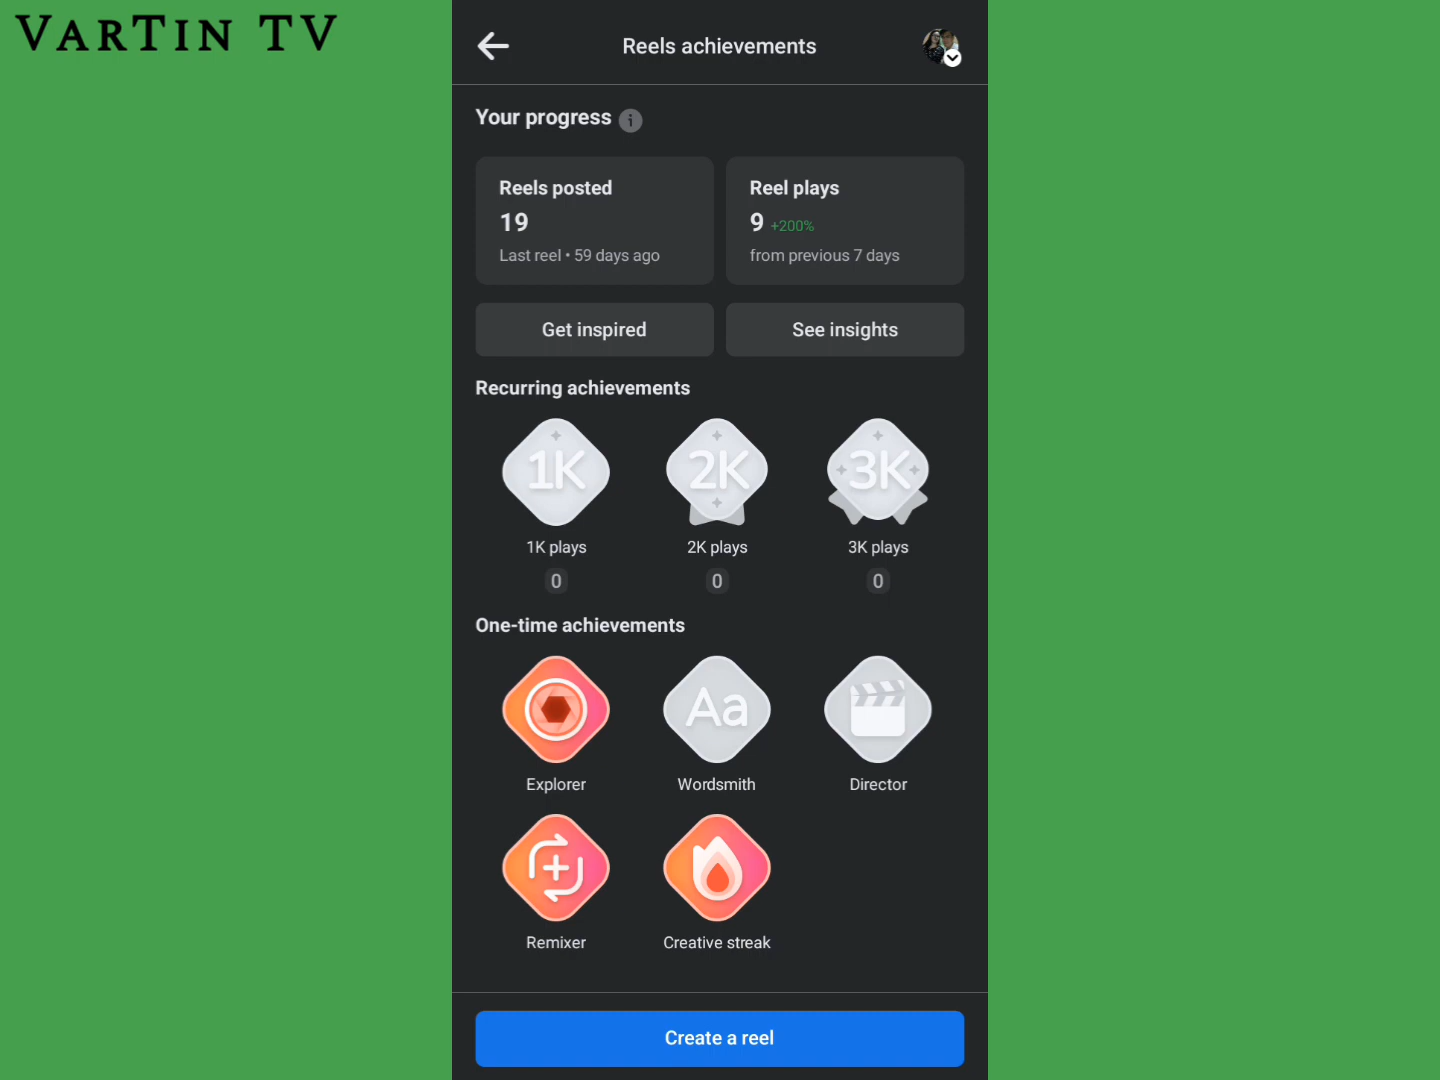 VARTIN TV
Reels achievements
Your progress
Reels posted
19
Last reel • 59 days ago
Reel plays
9 +200%
from previous 7 days
Get inspired
See insights
Recurring achievements
1K
2K
3K
1K plays
2K plays
3K plays
0
0
0
One-time achievements
Aa
Explorer
Wordsmith
Director
Remixer
Creative streak
Create a reel